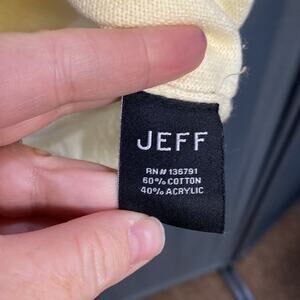 JEFF
RN# 136791
60% COTTON
40% ACRYLIC